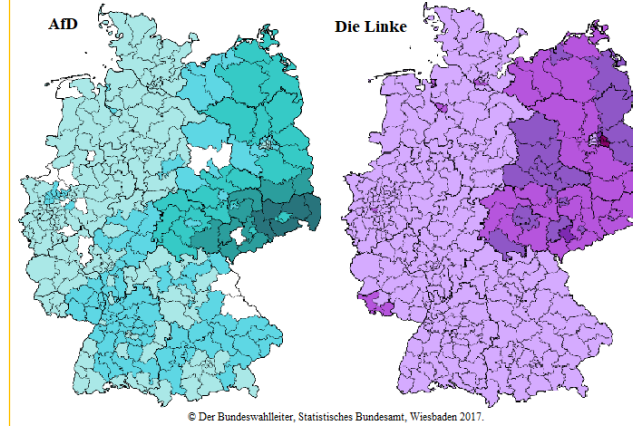 AfD
Die Linke
© Der Bundeswahlleiter, Statistisches Bundesamt, Wiesbaden 2017.